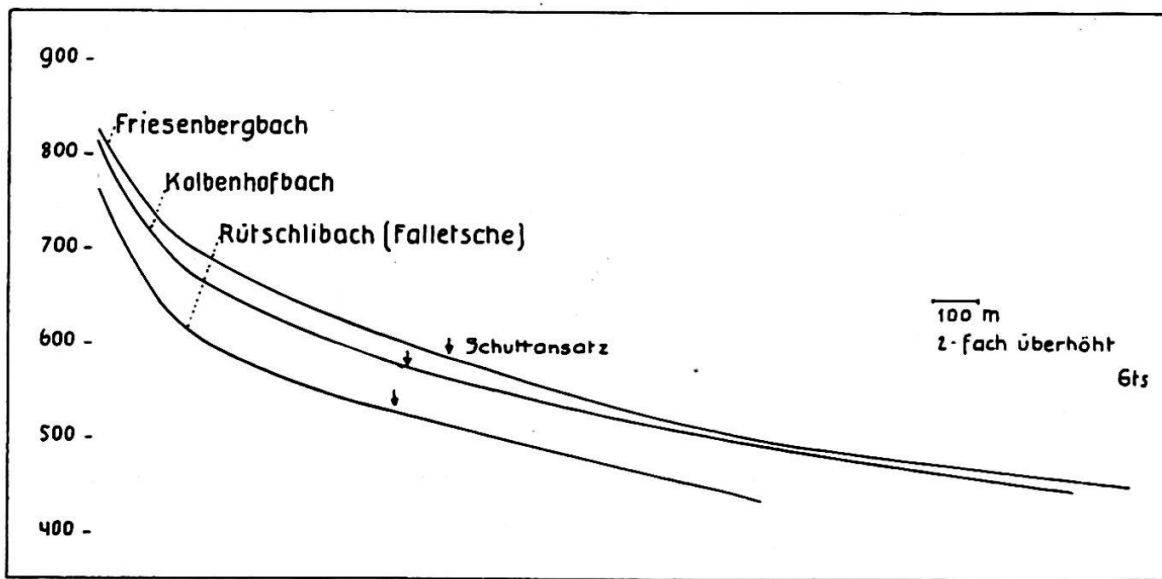 900 -
Friesenbergbach
800 -
Kolbenhofbach
700 -
Rütschlibach (Falletsche)
600 -
Schuttansatz
100 m
2-fach überhöht
Gts
500 -
400 -